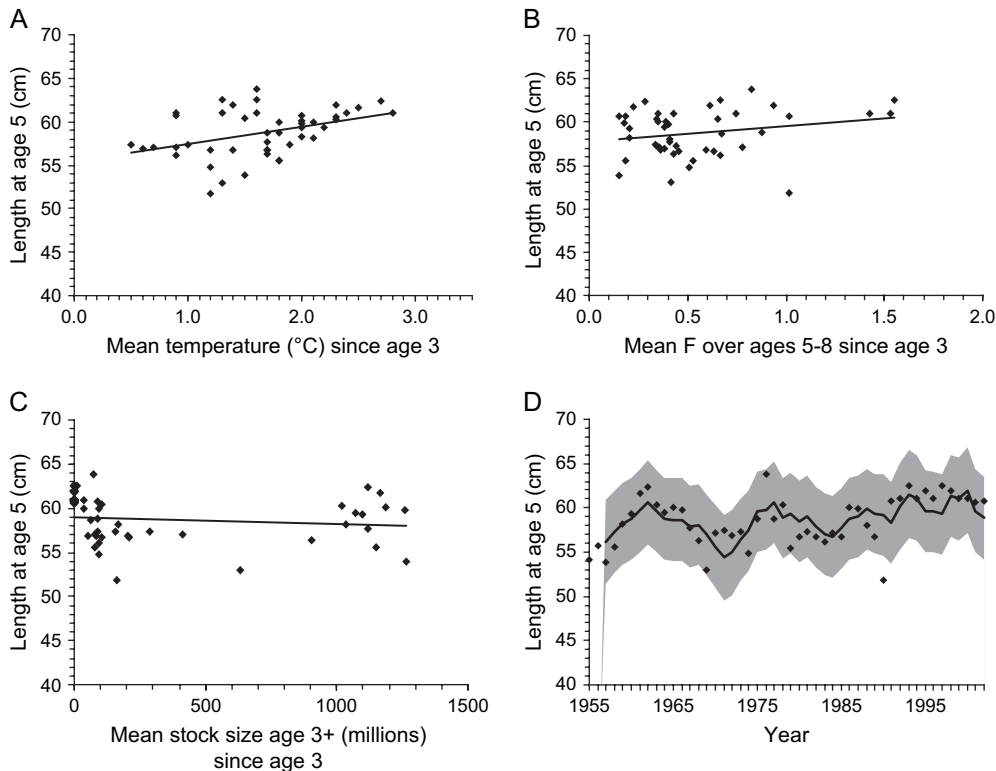 A
70
65
60
55
50
45
40
Length at age 5 (cm)
0.0 1.0 2.0 3.0
Mean temperature (°C) since age 3
B
70
65
60
55
50
45
40
Length at age 5 (cm)
0.0 0.5 1.0 1.5 2.0
Mean F over ages 5-8 since age 3
C
70
65
60
55
50
45
40
Length at age 5 (cm)
0 500 1000 1500
Mean stock size age 3+ (millions)
since age 3
D
70
65
60
55
50
45
40
Length at age 5 (cm)
1955 1965 1975 1985 1995
Year